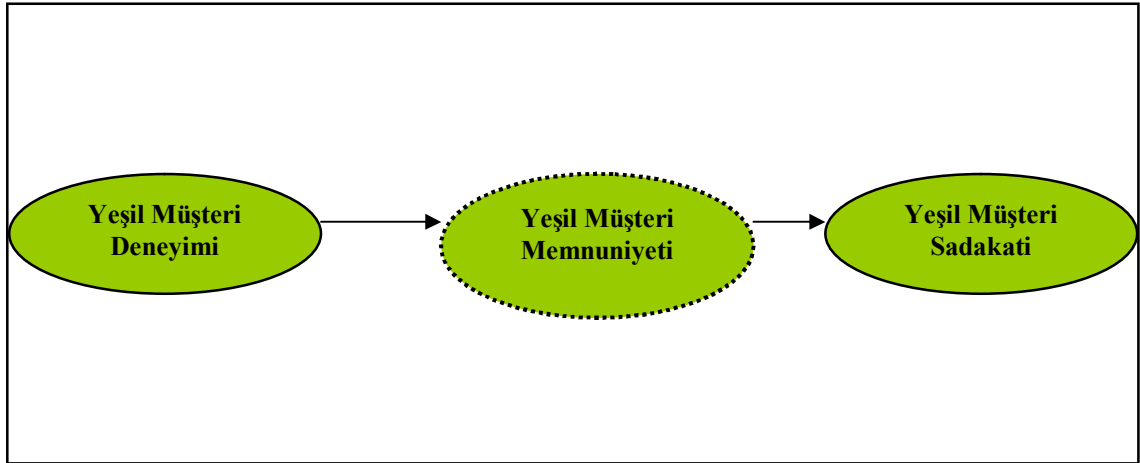 Yeşil Müşteri
Deneyimi
Yeşil Müşteri
Memnuniyeti
Yeşil Müşteri
Sadakati